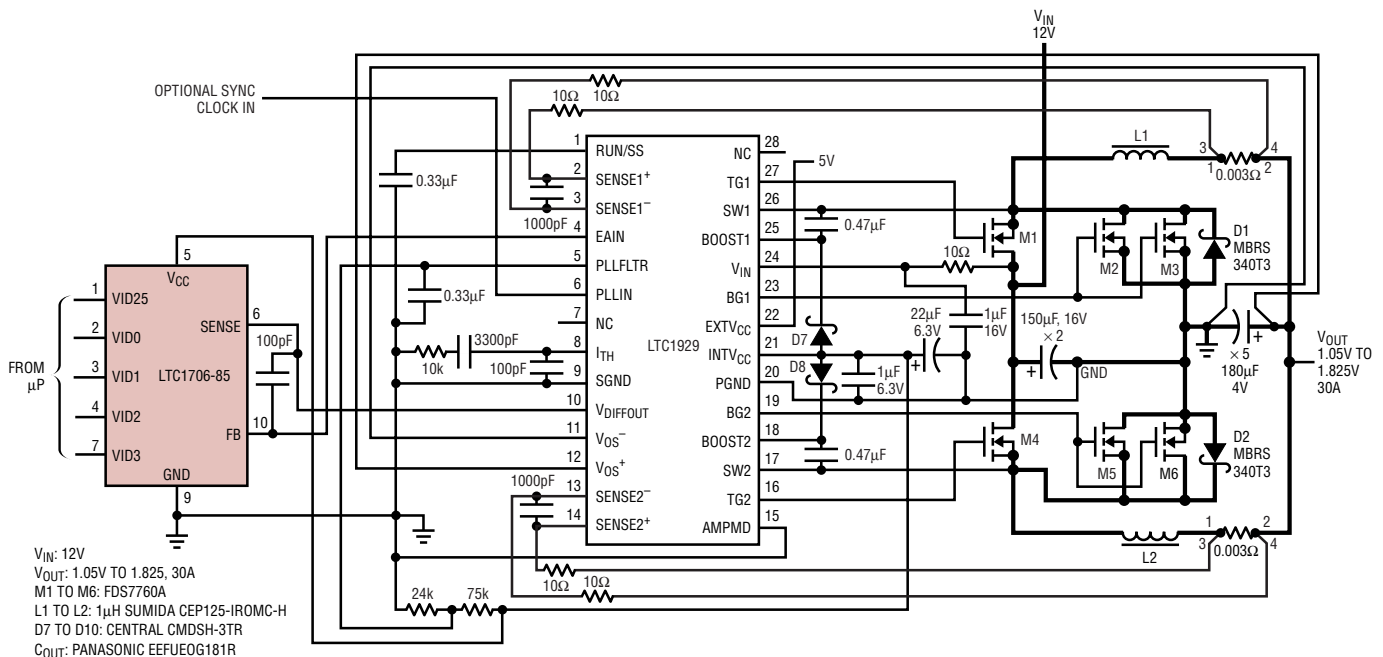 V_IN
12V
OPTIONAL SYNC
CLOCK IN
10Ω
10Ω
L1
3
4
1
0.003Ω
2
1
RUN/SS
2
SENSE1+
3
SENSE1−
4
EAIN
5
PLLFLTR
6
PLLIN
7
NC
8
I_TH
9
SGND
10
V_DIFFOUT
11
V_OS−
12
V_OS+
13
SENSE2−
14
SENSE2+
LTC1929
28
NC
27
TG1
26
SW1
25
BOOST1
24
V_IN
23
BG1
22
EXTV_CC
21
INTV_CC
20
PGND
19
BG2
18
BOOST2
17
SW2
16
TG2
15
AMPMD
0.33µF
1000pF
0.33µF
3300pF
10k
100pF
1000pF
5V
0.47µF
10Ω
M1
M2
M3
D1
MBRS
340T3
D7
D8
22µF
6.3V
1µF
16V
1µF
6.3V
+
150µF, 16V
×2
+
GND
+
×5
180µF
4V
V_OUT
1.05V TO
1.825V
30A
0.47µF
M4
M5
M6
D2
MBRS
340T3
L2
1
2
3
0.003Ω
4
10Ω
10Ω
24k
75k
5
V_CC
1
VID25
2
VID0
3
VID1
4
VID2
7
VID3
FROM
µP
SENSE
6
100pF
LTC1706-85
10
FB
GND
9
V_IN: 12V
V_OUT: 1.05V TO 1.825, 30A
M1 TO M6: FDS7760A
L1 TO L2: 1µH SUMIDA CEP125-IROMC-H
D7 TO D10: CENTRAL CMDSH-3TR
C_OUT: PANASONIC EEFUEOG181R